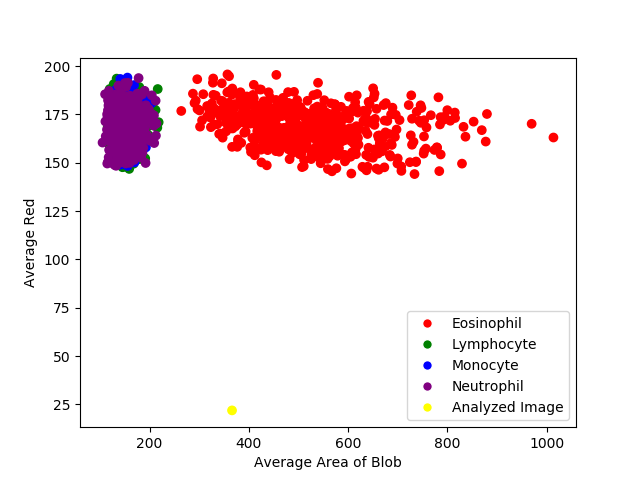 200
175
150
125
100
75
50
25
Average Red
Eosinophil
Lymphocyte
Monocyte
Neutrophil
Analyzed Image
200 400 600 800 1000
Average Area of Blob